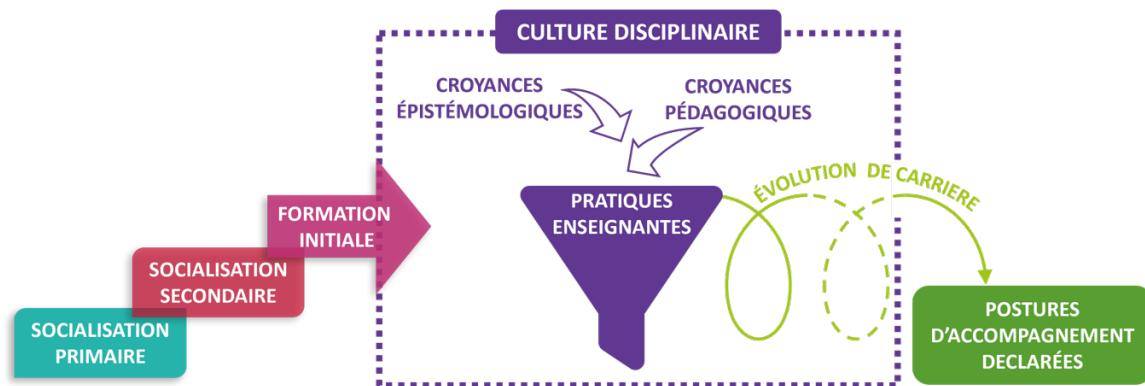 CULTURE DISCIPLINAIRE
CROYANCES
ÉPISTÉMOLOGIQUES
CROYANCES
PÉDAGOGIQUES
PRATIQUES
ENSEIGNANTES
ÉVOLUTION DE CARRIERE
FORMATION
INITIALE
SOCIALISATION
SECONDAIRE
SOCIALISATION
PRIMAIRE
POSTURES
D'ACCOMPAGNEMENT
DECLARÉES